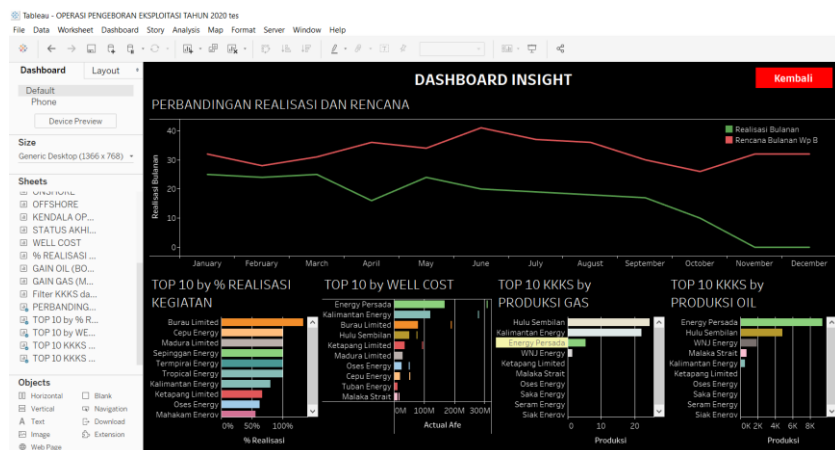 Tableau - OPERASI PENGEBORAN EKSPLOITASI TAHUN 2020 tes
File Data Worksheet Dashboard Story Analysis Map Format Server Window Help
Dashboard Layout
Default
Phone
Device Preview
Size
Generic Desktop (1366 x 768)
Sheets
ONSHORE
OFFSHORE
KENDALA OP...
STATUS AKHI...
WELL COST
% REALISASI ...
GAIN OIL (BO...
GAIN GAS (M...
Filter KKKS da...
PERBANDING...
TOP 10 by % R...
TOP 10 by WE...
TOP 10 KKKS ...
TOP 10 KKKS ...
Objects
Horizontal Blank
Vertical Navigation
Text Download
Image Extension
Web Page
DASHBOARD INSIGHT
Kembali
PERBANDINGAN REALISASI DAN RENCANA
Realisasi Bulanan
Rencana Bulanan Wp B
Realisasi Bulanan
40
30
20
10
0
January February March April May June July August September October November December
TOP 10 by % REALISASI
KEGIATAN
Burau Limited
Cepu Energy
Madura Limited
Sepinggan Energy
Termpirai Energy
Tropical Energy
Kalimantan Energy
Ketapang Limited
Oses Energy
Mahakam Energy
0% 50% 100%
% Realisasi
TOP 10 by WELL COST
Energy Persada
Kalimantan Energy
Burau Limited
Hulu Sembilan
Ketapang Limited
Madura Limited
Oses Energy
Cepu Energy
Tuban Energy
Malaka Strait
0M 100M 200M 300M
Actual Afe
TOP 10 KKKS by
PRODUKSI GAS
Hulu Sembilan
Kalimantan Energy
Energy Persada
WNJ Energy
Ketapang Limited
Malaka Strait
Oses Energy
Saka Energy
Seram Energy
Siak Energy
0 10 20
Produksi
TOP 10 KKKS by
PRODUKSI OIL
Energy Persada
Hulu Sembilan
WNJ Energy
Malaka Strait
Kalimantan Energy
Ketapang Limited
Oses Energy
Saka Energy
Seram Energy
Siak Energy
0K 2K 4K 6K 8K
Produksi